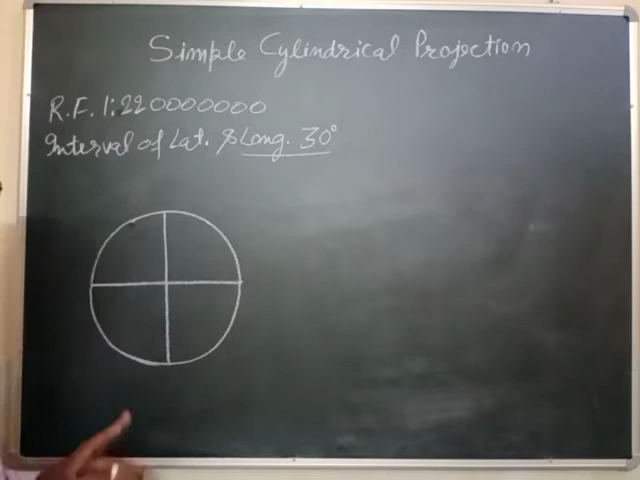 Simple Cylindrical Projection
R.F. 1:220000000
Interval of Lat. & Long. 30°